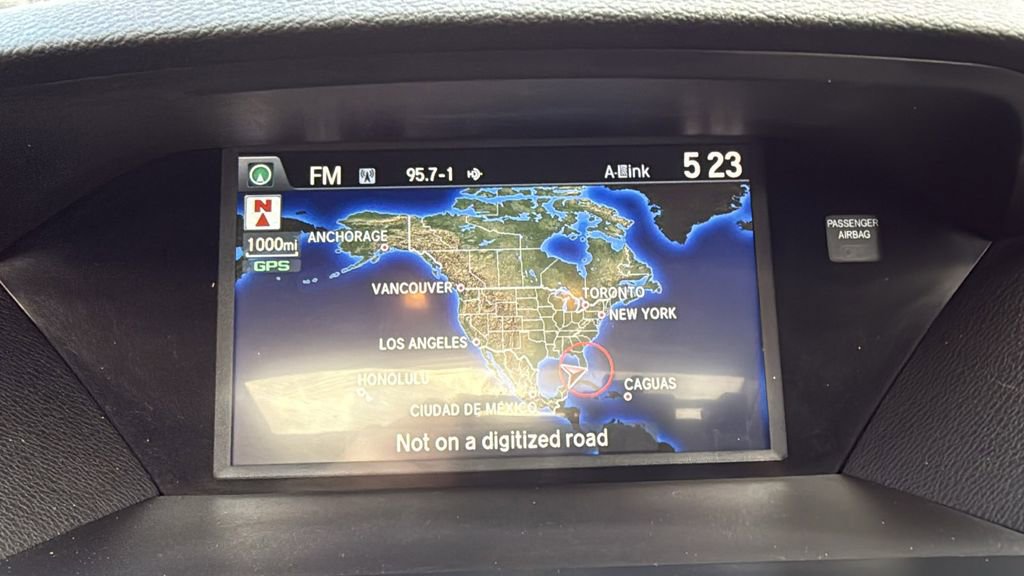 FM 95.7-1 A-Link 5 23
N
1000mi
GPS
ANCHORAGE
VANCOUVER
TORONTO
NEW YORK
LOS ANGELES
HONOLULU
CAGUAS
CIUDAD DE MÉXICO
Not on a digitized road
PASSENGER
AIRBAG